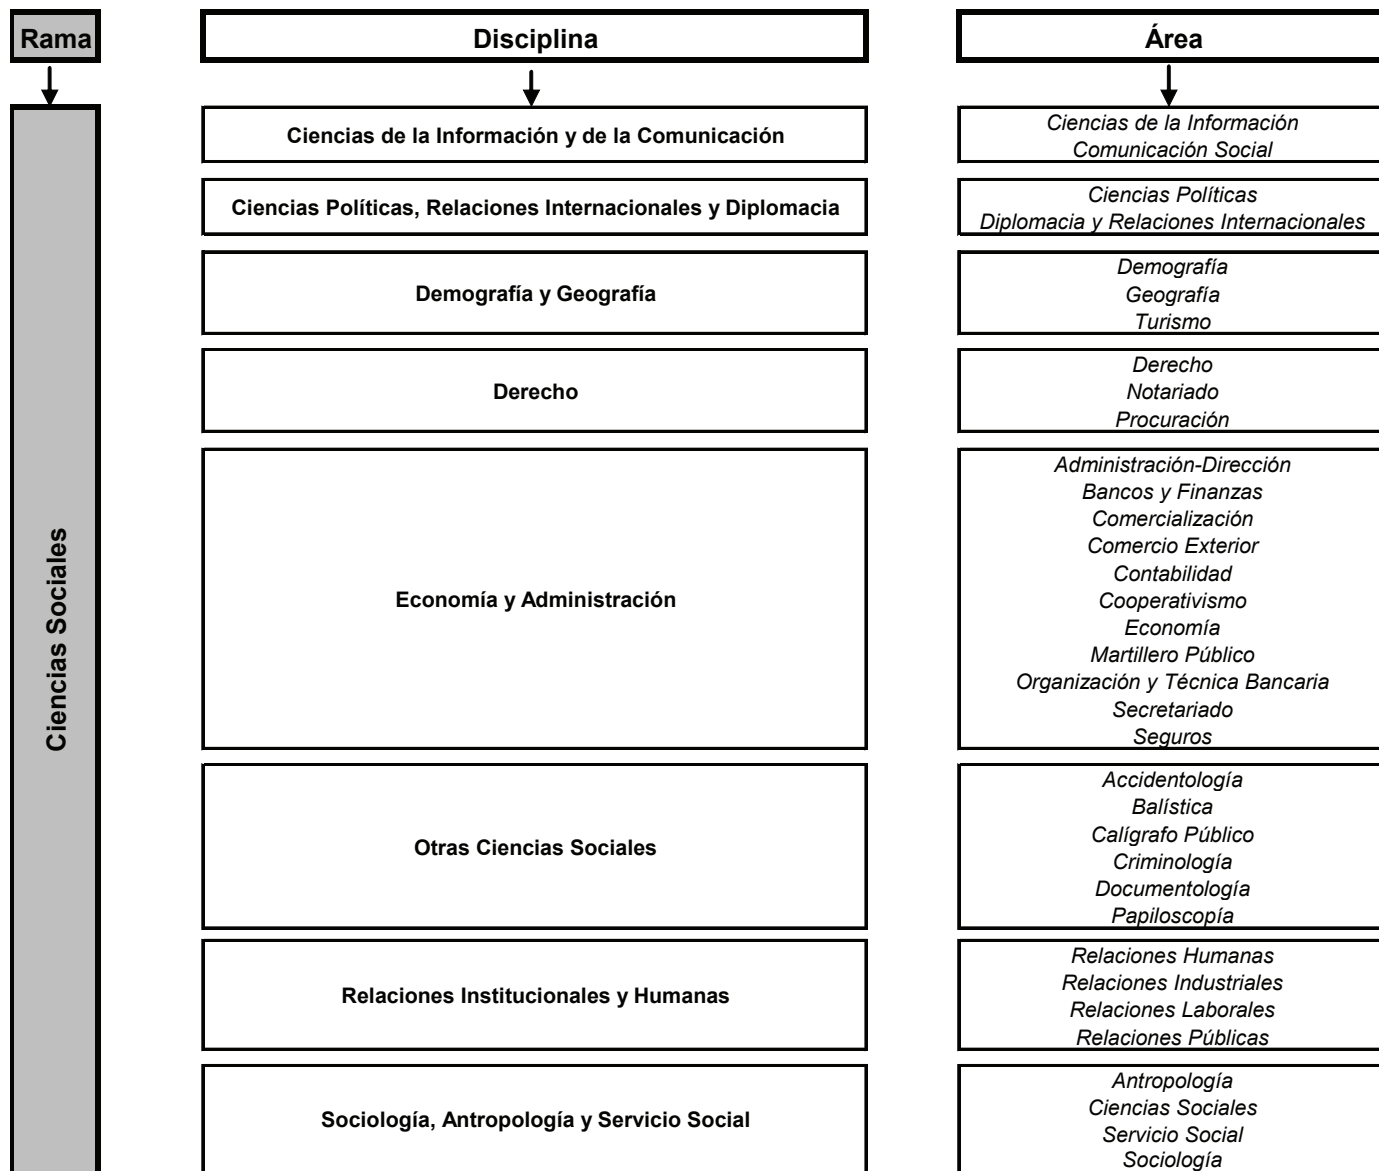 Rama
Disciplina
Área
Ciencias Sociales
Ciencias de la Información y de la Comunicación
Ciencias de la Información
Comunicación Social
Ciencias Políticas, Relaciones Internacionales y Diplomacia
Ciencias Políticas
Diplomacia y Relaciones Internacionales
Demografía y Geografía
Demografía
Geografía
Turismo
Derecho
Derecho
Notariado
Procuración
Economía y Administración
Administración-Dirección
Bancos y Finanzas
Comercialización
Comercio Exterior
Contabilidad
Cooperativismo
Economía
Martillero Público
Organización y Técnica Bancaria
Secretariado
Seguros
Otras Ciencias Sociales
Accidentología
Balística
Calígrafo Público
Criminología
Documentología
Papiloscopía
Relaciones Institucionales y Humanas
Relaciones Humanas
Relaciones Industriales
Relaciones Laborales
Relaciones Públicas
Sociología, Antropología y Servicio Social
Antropología
Ciencias Sociales
Servicio Social
Sociología